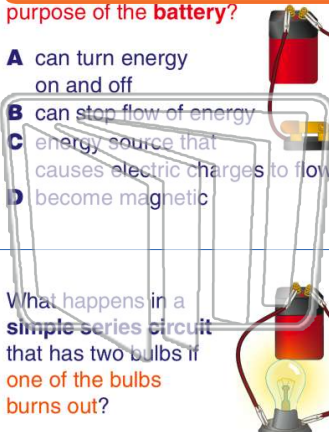 purpose of the battery?
A can turn energy
on and off
B can stop flow of energy
C energy source that
causes electric charges to flow
D become magnetic
What happens in a
simple series circuit
that has two bulbs if
one of the bulbs
burns out?